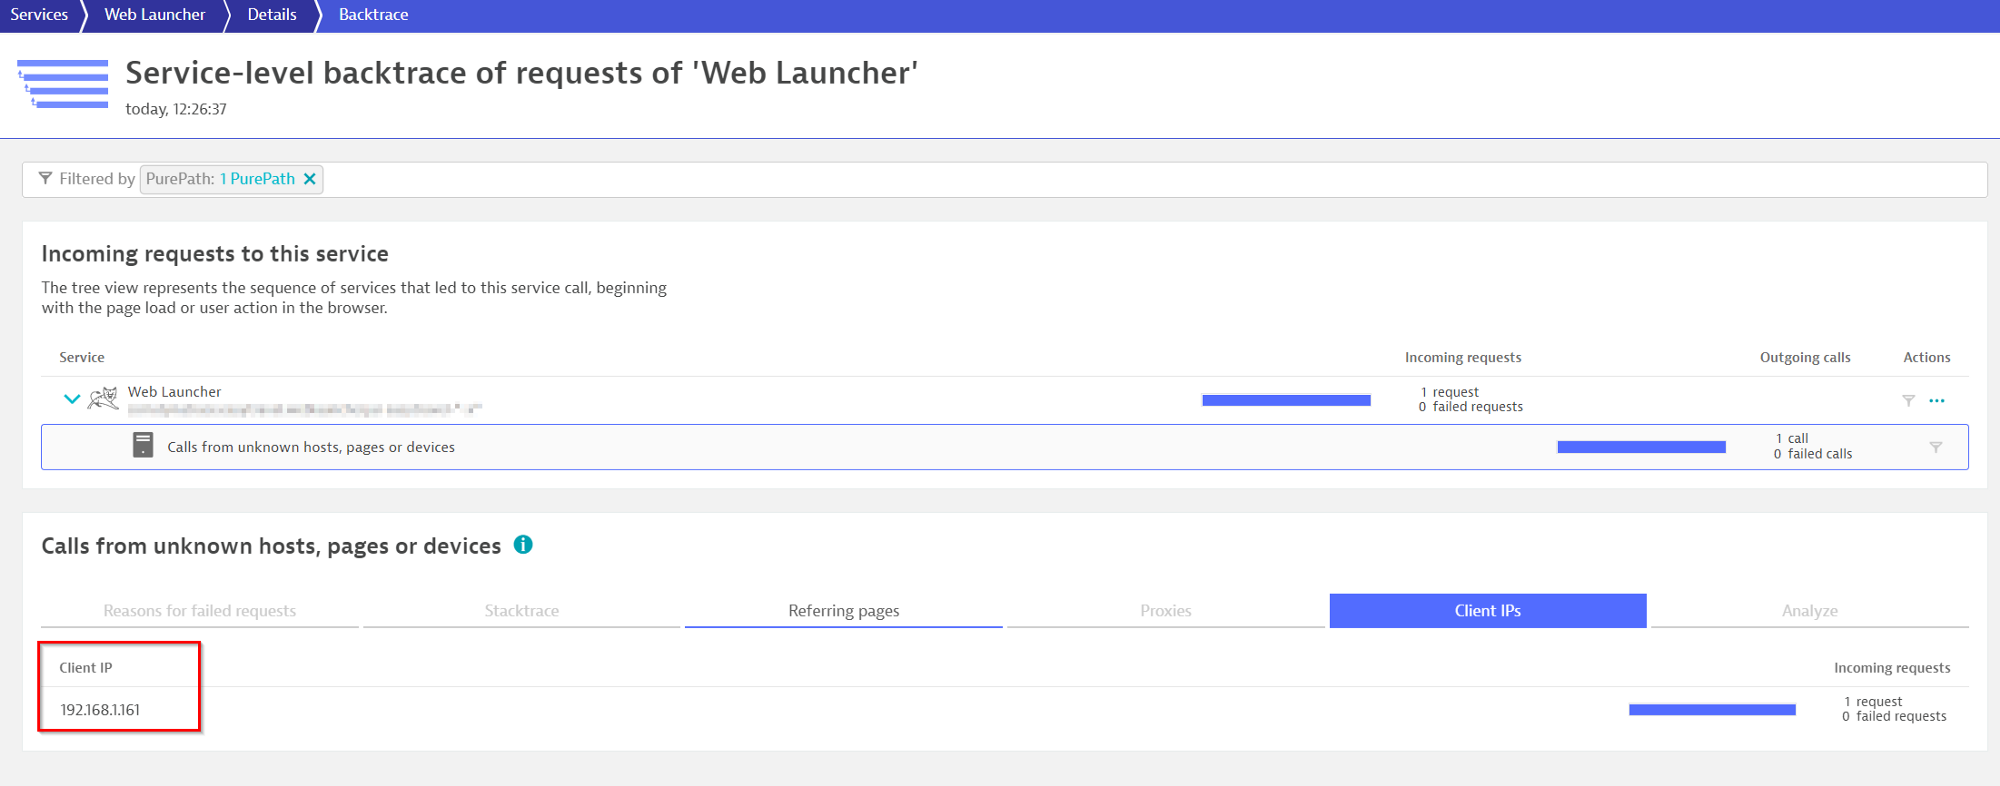 Services
Web Launcher
Details
Backtrace
Service-level backtrace of requests of 'Web Launcher'
today, 12:26:37
Filtered by PurePath: 1 PurePath
Incoming requests to this service
The tree view represents the sequence of services that led to this service call, beginning
with the page load or user action in the browser.
Service
Incoming requests
Outgoing calls
Actions
Web Launcher
1 request
0 failed requests
Calls from unknown hosts, pages or devices
1 call
0 failed calls
Calls from unknown hosts, pages or devices
Reasons for failed requests
Stacktrace
Referring pages
Proxies
Client IPs
Analyze
Client IP
Incoming requests
192.168.1.161
1 request
0 failed requests